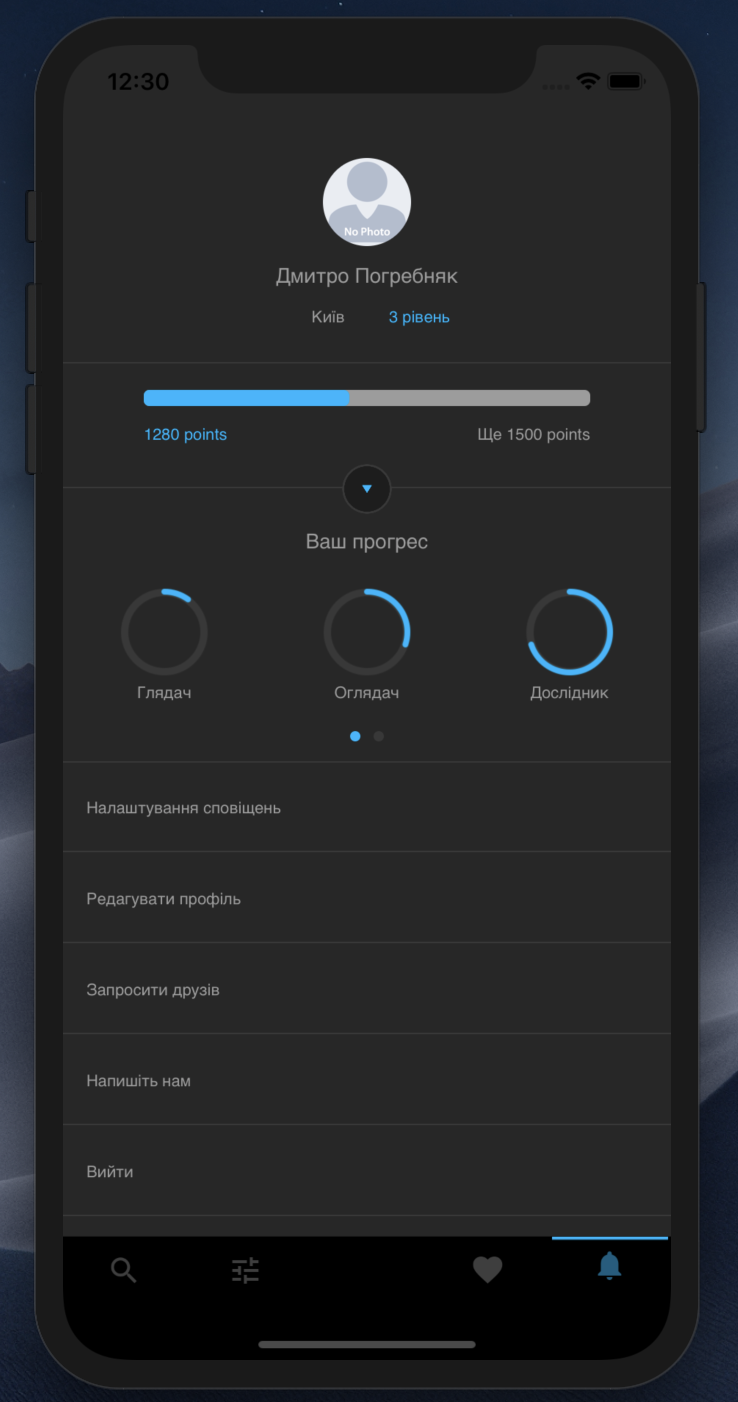 12:30
No Photo
Дмитро Погребняк
Київ 3 рівень
1280 points Ще 1500 points
Ваш прогрес
Глядач Оглядач Дослідник
Налаштування сповіщень
Редагувати профіль
Запросити друзів
Напишіть нам
Вийти